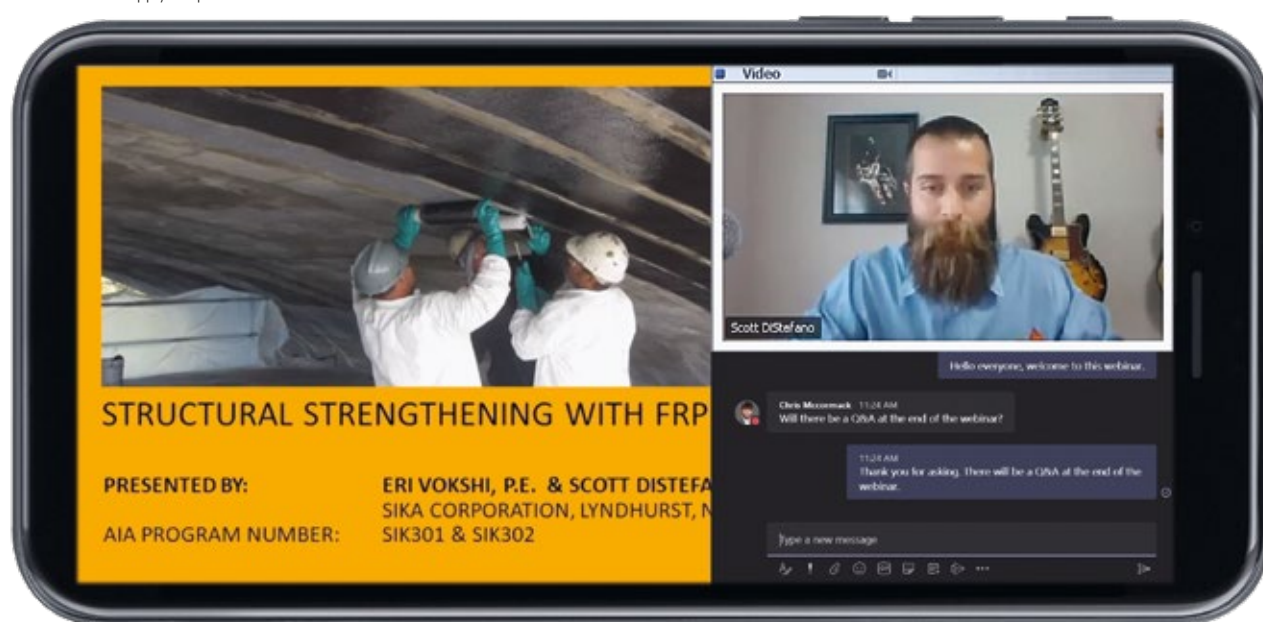 STRUCTURAL STRENGTHENING WITH FRP
PRESENTED BY: ERI VOKSHI, P.E. & SCOTT DISTEFA
SIKA CORPORATION, LYNDHURST, N
AIA PROGRAM NUMBER: SIK301 & SIK302
Video
Scott DiStefano
Hello everyone, welcome to this webinar.
Chris Mccormack 11:24 AM
Will there be a Q&A at the end of the webinar?
11:24 AM
Thank you for asking. There will be a Q&A at the end of the
webinar.
Type a new message